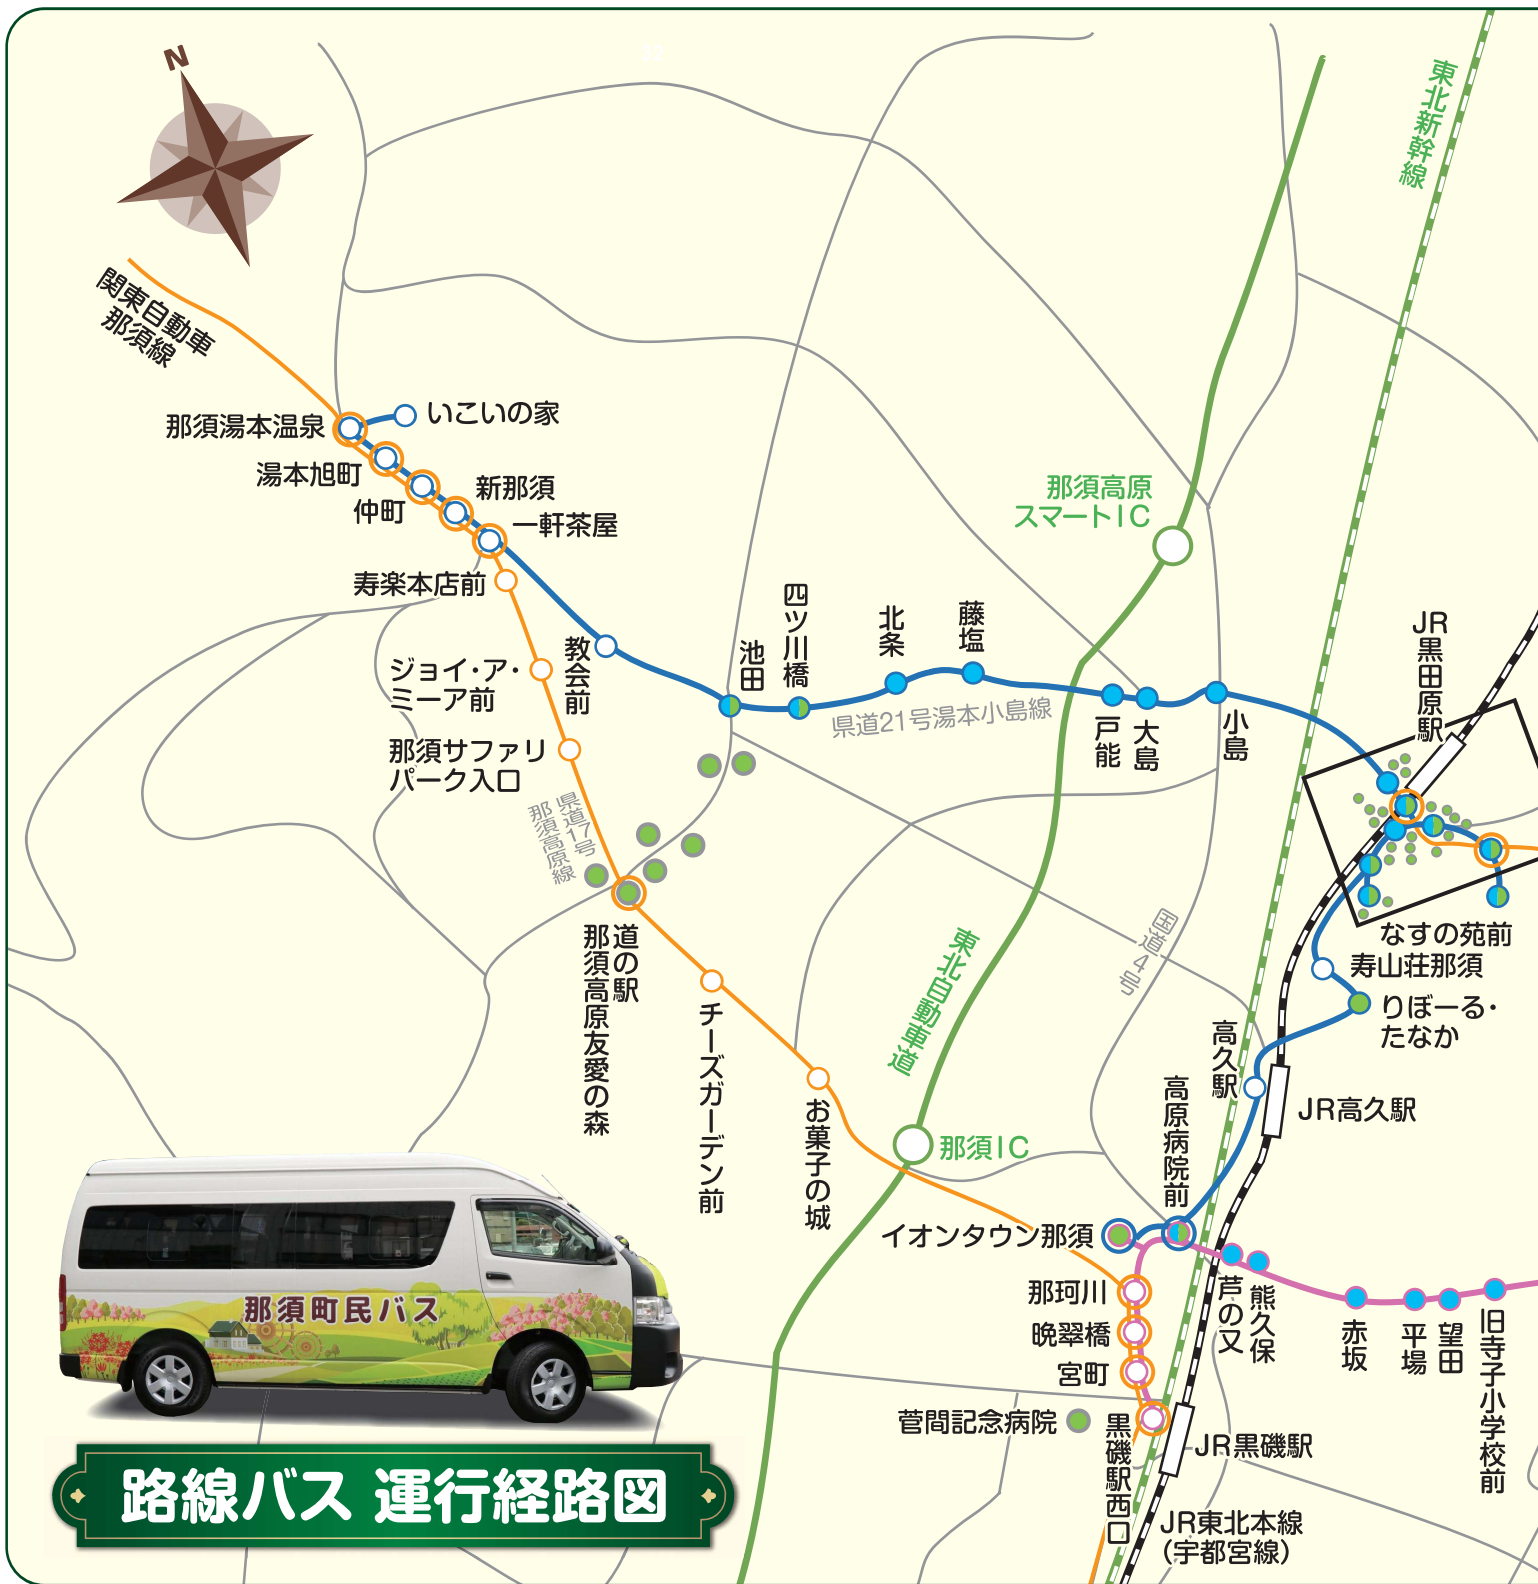 N
東北新幹線
関東自動車
那須線
いこいの家
那須湯本温泉
湯本旭町
仲町
新那須
一軒茶屋
寿楽本店前
ジョイ・ア・
ミーア前
教会前
那須サファリ
パーク入口
県道17号
那須高原線
池田
四ツ川橋
北条
藤塩
県道21号湯本小島線
那須高原
スマートIC
戸能
大島
小島
JR黒田原駅
なすの苑前
寿山荘那須
りぼーる・
たなか
国道4号
東北自動車道
道の駅
那須高原友愛の森
チーズガーデン前
お菓子の城
那須IC
高久駅
JR高久駅
高原病院前
イオンタウン那須
那珂川
晩翠橋
宮町
菅間記念病院
黒磯駅西口
JR黒磯駅
JR東北本線
(宇都宮線)
芦の又
熊久保
赤坂
平場
望田
旧寺子小学校前
那須町民バス
路線バス 運行経路図